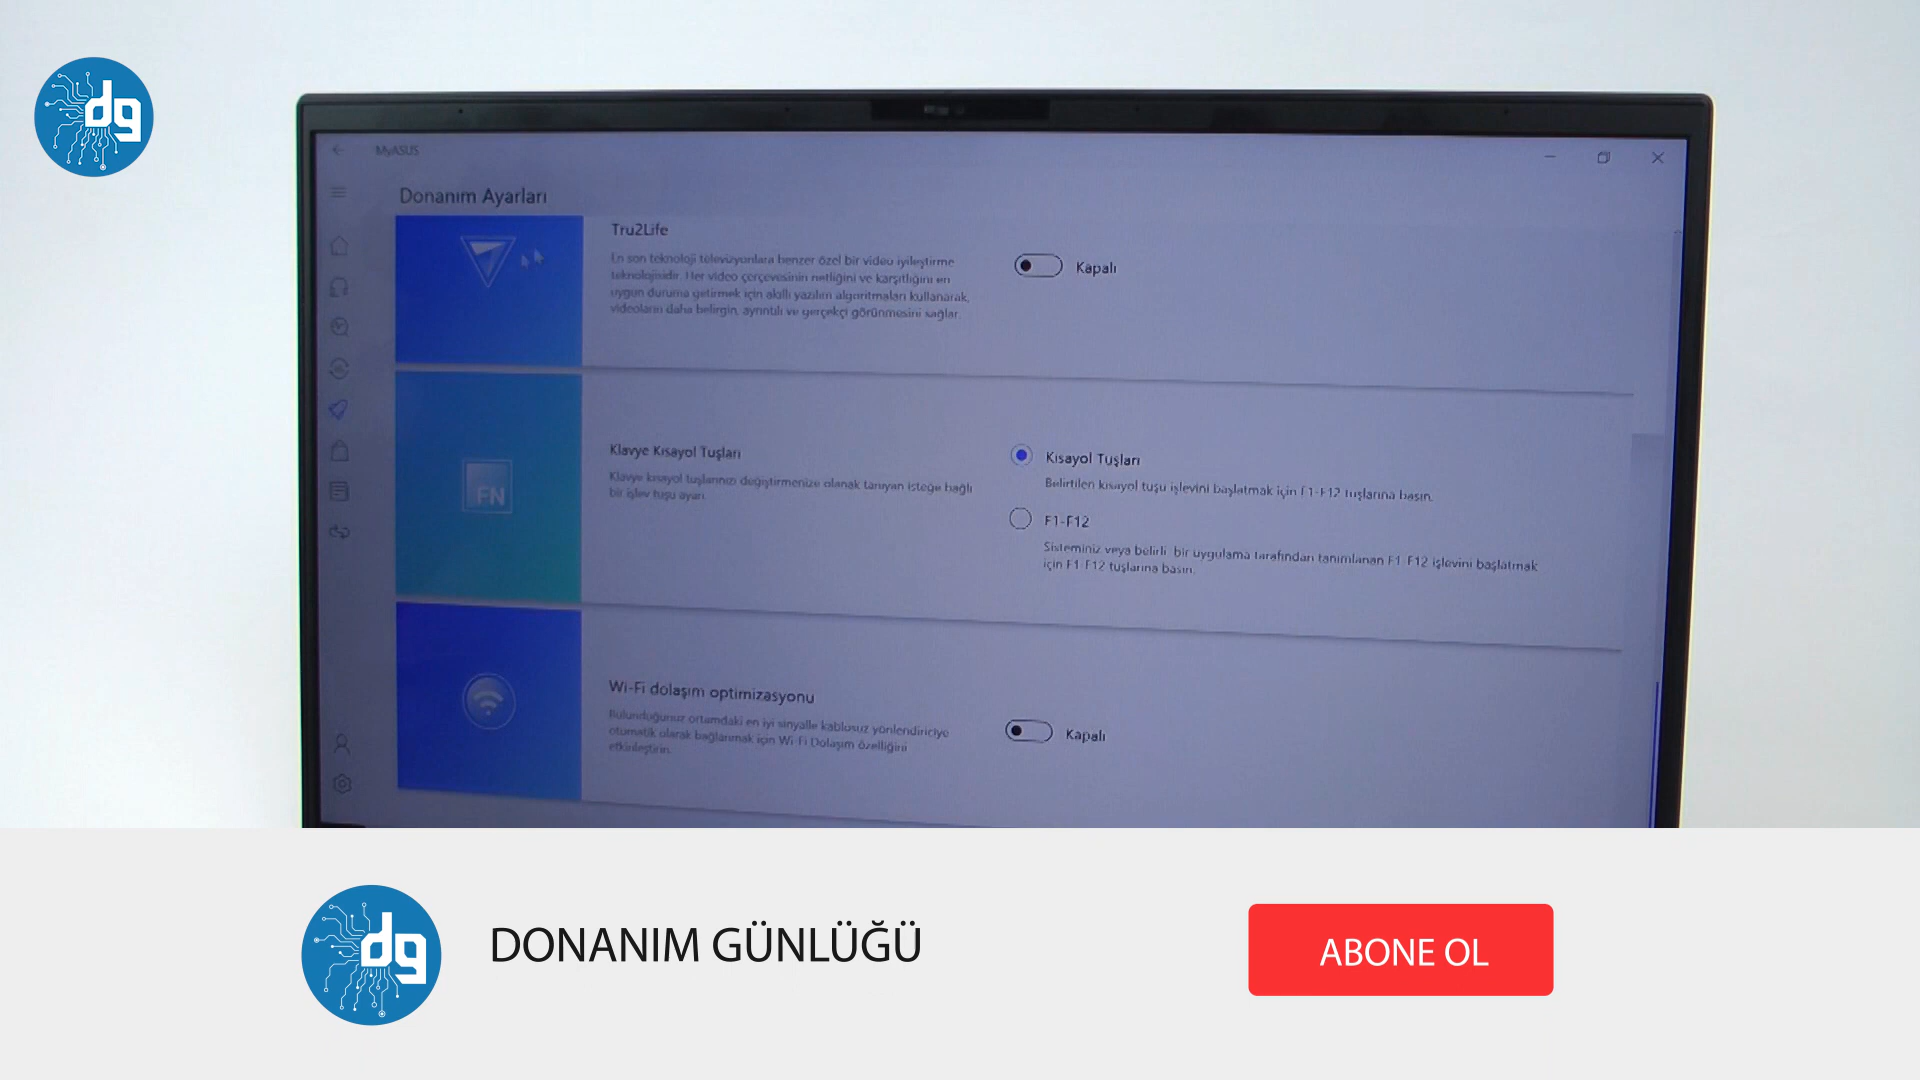 dg
MyASUS
Donanım Ayarları
Tru2Life
En son teknoloji televizyonlara benzer özel bir video iyileştirme
teknolojisidir. Her video çerçevesinin netliğini ve karşıtlığını en
uygun duruma getirmek için akıllı yazılım algoritmaları kullanarak,
videoların daha belirgin, ayrıntılı ve gerçekçi görünmesini sağlar.
Kapalı
FN
Klavye Kısayol Tuşları
Klavye kısayol tuşlarınızı değiştirmenize olanak tanıyan isteğe bağlı
bir işlev tuşu ayarı.
Kısayol Tuşları
Belirtilen kısayol tuşu işlevini başlatmak için F1-F12 tuşlarına basın.
F1-F12
Sisteminiz veya belirli bir uygulama tarafından tanımlanan F1-F12 işlevini başlatmak
için F1-F12 tuşlarına basın.
Wi-Fi dolaşım optimizasyonu
Bulunduğunuz ortamdaki en iyi sinyalle kablosuz yönlendiriciye
otomatik olarak bağlanmak için Wi-Fi Dolaşım özelliğini
etkinleştirin.
Kapalı
dg
DONANIM GÜNLÜĞÜ
ABONE OL